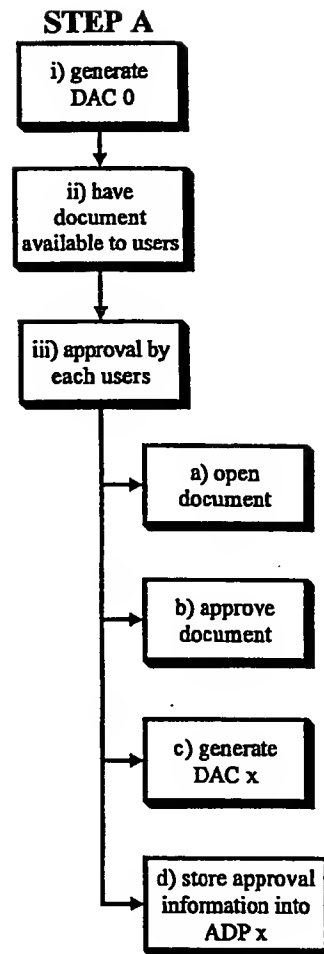 STEP A
i) generate
DAC 0
ii) have
document
available to users
iii) approval by
each users
a) open
document
b) approve
document
c) generate
DAC x
d) store approval
information into
ADP x